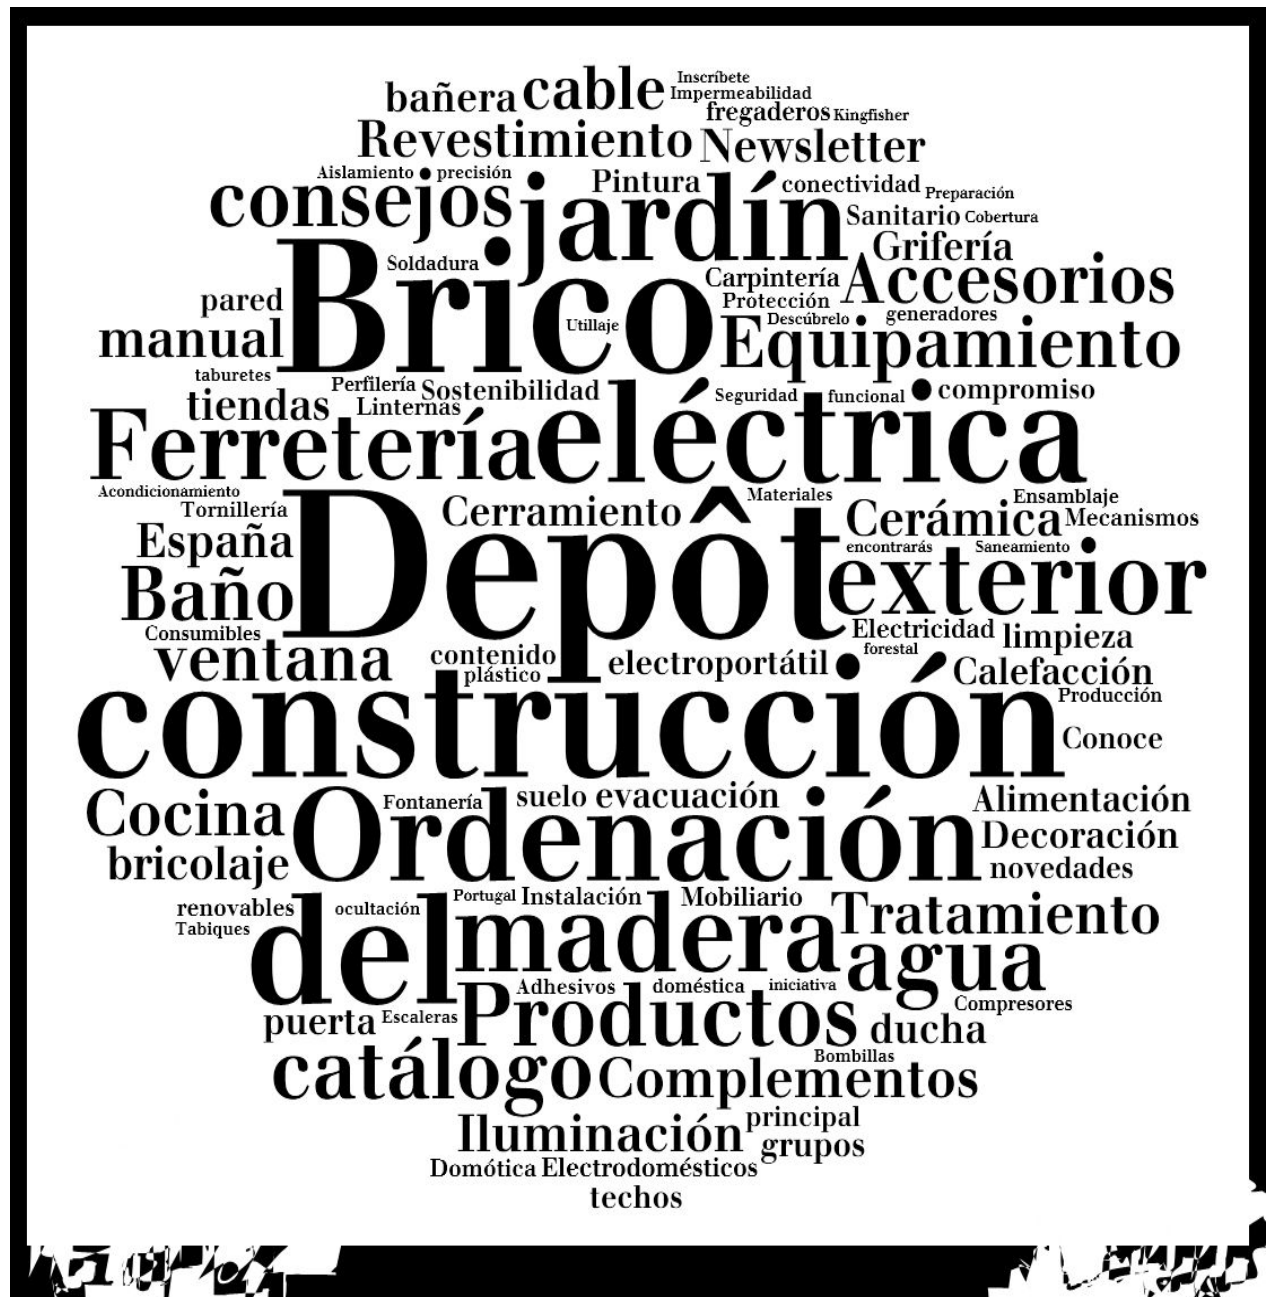 Inscríbete
bañera cable Impermeabilidad
fregaderos Kingfisher
Revestimiento Newsletter
Aislamiento precisión Pintura conectividad Preparación
consejos jardín Sanitario Cobertura
Grifería
Brico Soldadura Carpintería Accesorios
pared Protección
Utillaje Descúbrelo generadores
manual Equipamiento
taburetes Perfilería Sostenibilidad Seguridad funcional compromiso
tiendas Linternas
Ferretería eléctrica
Acondicionamiento Materiales Ensamblaje
Tornillería Cerramiento Cerámica Mecanismos
España encontrarás Saneamiento
Baño Depôt exterior
Consumibles Electricidad limpieza
ventana contenido electroportátil forestal Calefacción
plástico Producción
construcción Conoce
Cocina Fontanería suelo evacuación Alimentación
Ordenación Decoración
bricolaje novedades
renovables ocultación Portugal Instalación Mobiliario Tratamiento
Tabiques
del madera agua
Adhesivos doméstica iniciativa Compresores
puerta Escaleras Productos ducha
Bombillas
catálogo Complementos
Iluminación principal
grupos
Domótica Electrodomésticos
techos